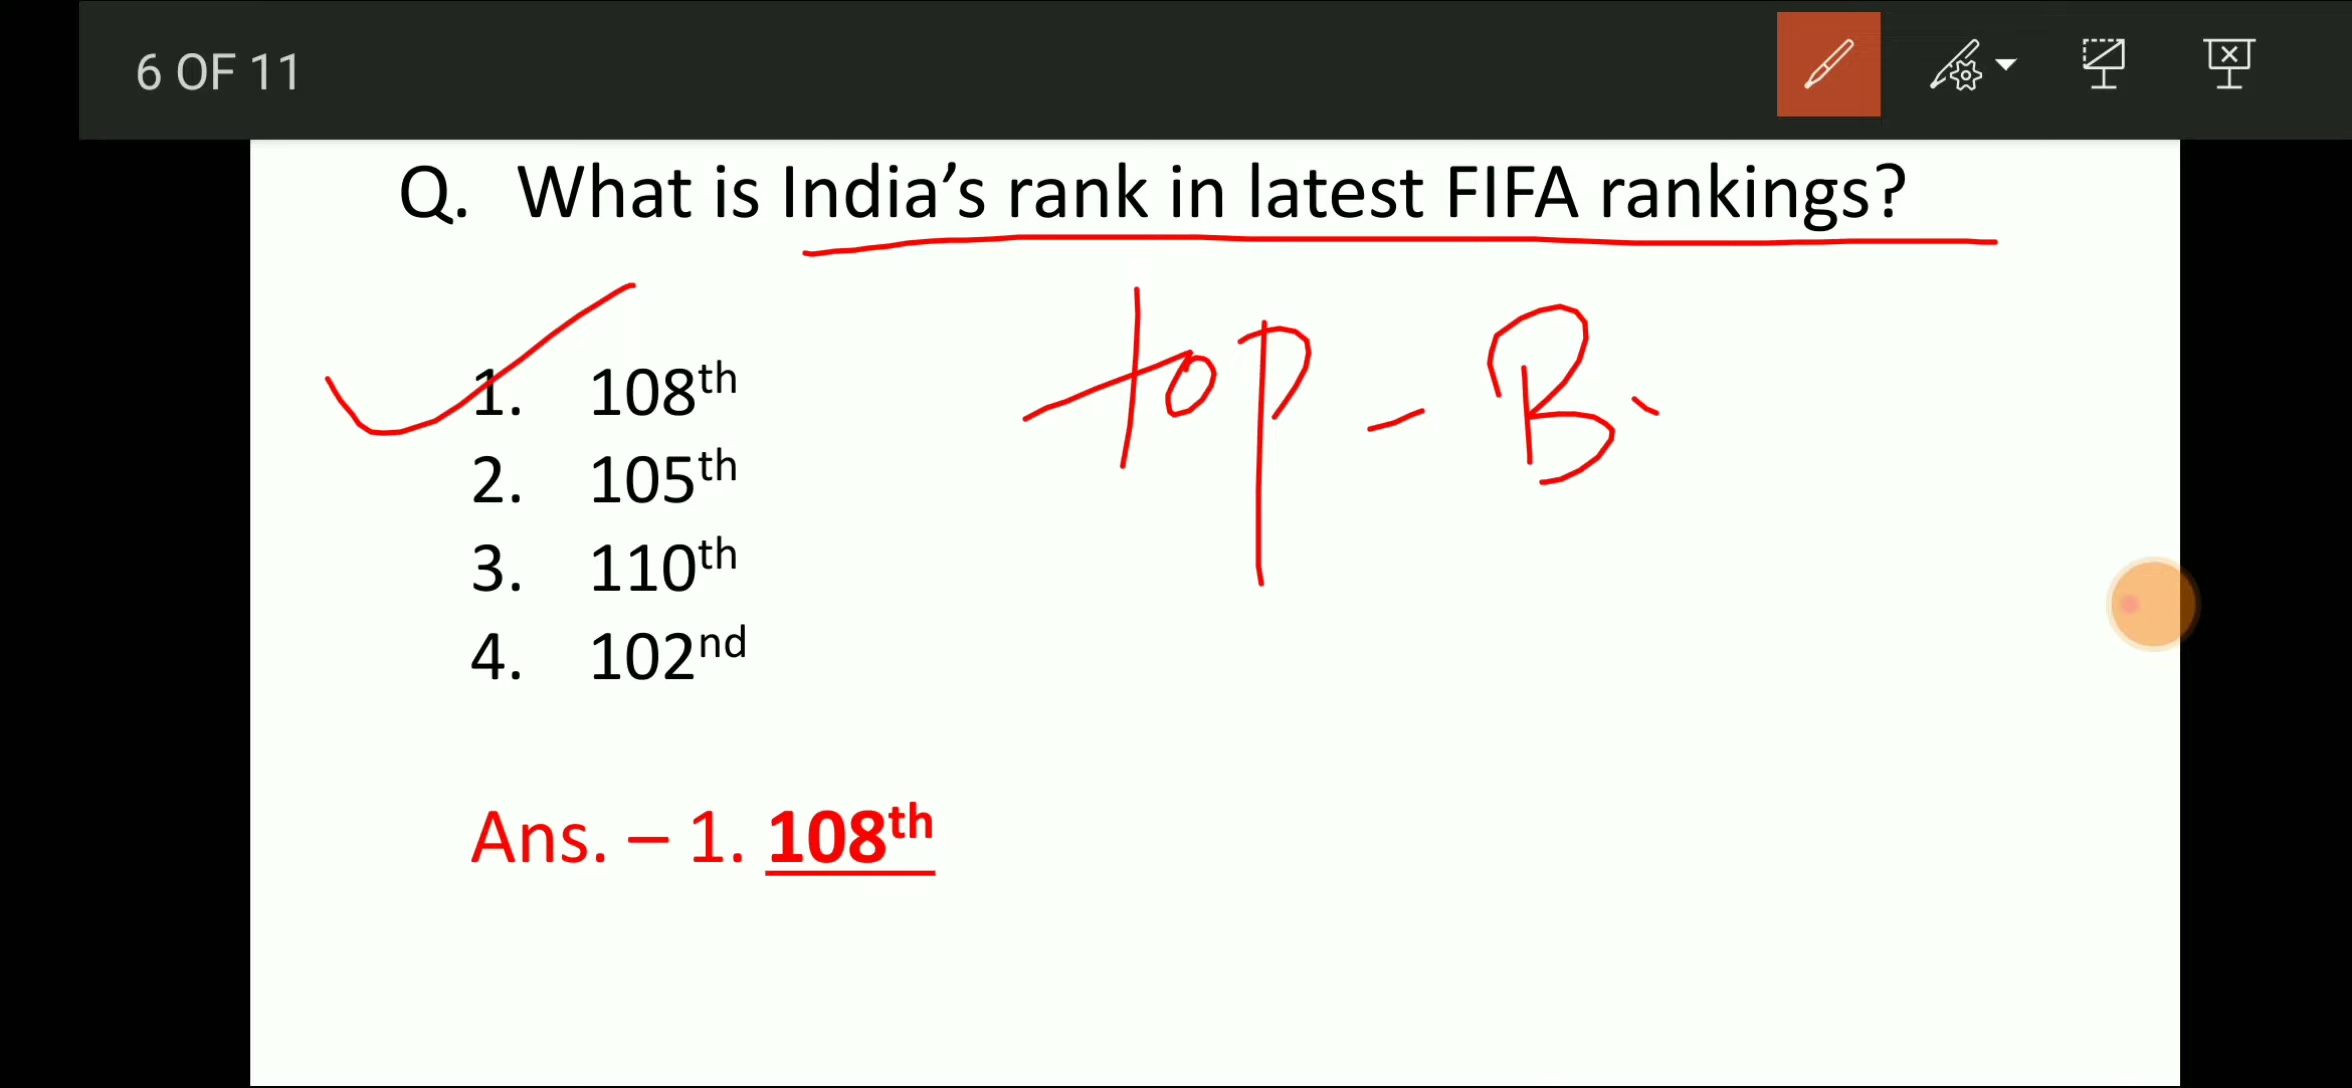 6 OF 11
Q. What is India’s rank in latest FIFA rankings?
top - B.
1. 108th
2. 105th
3. 110th
4. 102nd
Ans. – 1. 108th